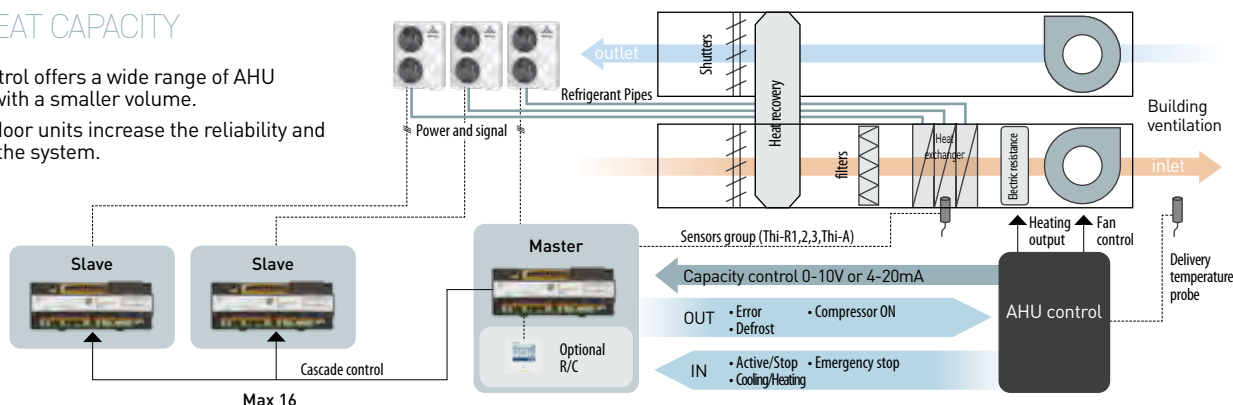 EAT CAPACITY
trol offers a wide range of AHU
with a smaller volume.
door units increase the reliability and
the system.
outlet
Shutters
Heat recovery
Refrigerant Pipes
Power and signal
filters
Heat
exchanger
Electric resistance
Building
ventilation
inlet
Sensors group (Thi-R1,2,3,Thi-A)
Heating
output
Fan
control
Delivery
temperature
probe
Slave
Slave
Master
Capacity control 0-10V or 4-20mA
OUT
• Error
• Compressor ON
• Defrost
AHU control
IN
• Active/Stop
• Emergency stop
• Cooling/Heating
Optional
R/C
Cascade control
Max 16